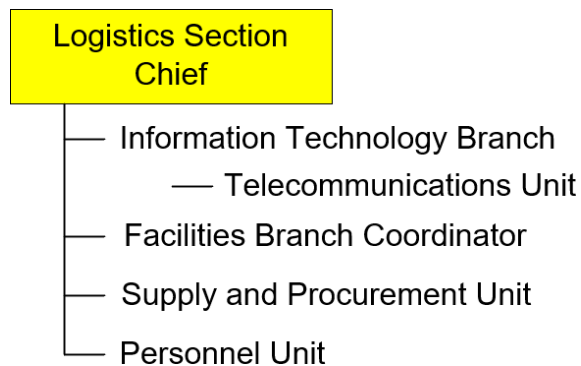 Logistics Section
Chief
Information Technology Branch
Telecommunications Unit
Facilities Branch Coordinator
Supply and Procurement Unit
Personnel Unit